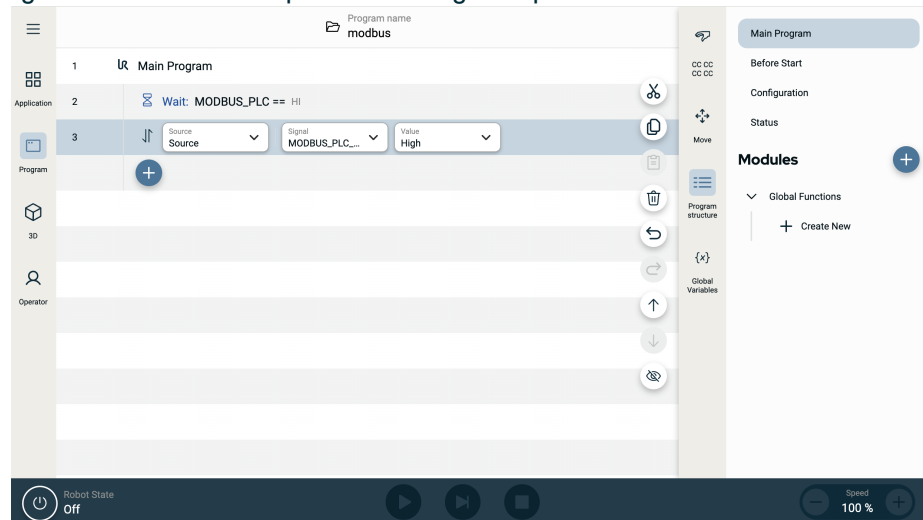 Program name
modbus
Application
Program
3D
Operator
1 Main Program
2 Wait: MODBUS_PLC == HI
3
Source
Source
Signal
MODBUS_PLC_...
Value
High
CC CC
CC CC
Move
Program
structure
{x}
Global
Variables
Main Program
Before Start
Configuration
Status
Modules
Global Functions
Create New
Robot State
Off
Speed
100 %